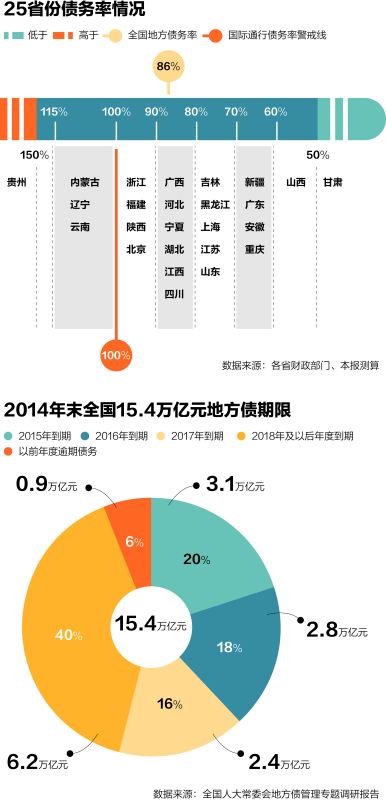 25省份债务率情况
低于 高于 全国地方债务率 国际通行债务率警戒线
86%
115% 100% 90% 80% 70% 60%
150% 50%
贵州 内蒙古 浙江 广西 吉林 新疆 山西 甘肃
辽宁 福建 河北 黑龙江 广东
云南 陕西 宁夏 上海 安徽
北京 湖北 江苏 重庆
江西 山东
四川
100%
数据来源：各省财政部门、本报测算
2014年末全国15.4万亿元地方债期限
2015年到期 2016年到期 2017年到期 2018年及以后年度到期
以前年度逾期债务
0.9万亿元 3.1万亿元
6% 20%
40% 15.4万亿元 18% 2.8万亿元
16%
6.2万亿元 2.4万亿元
数据来源：全国人大常委会地方债管理专题调研报告